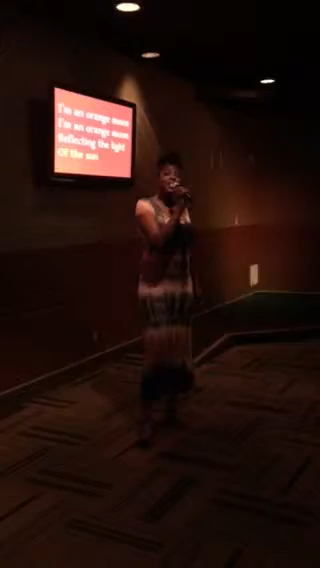 I'm an orange moon
I'm an orange moon
Reflecting the light
Of the sun